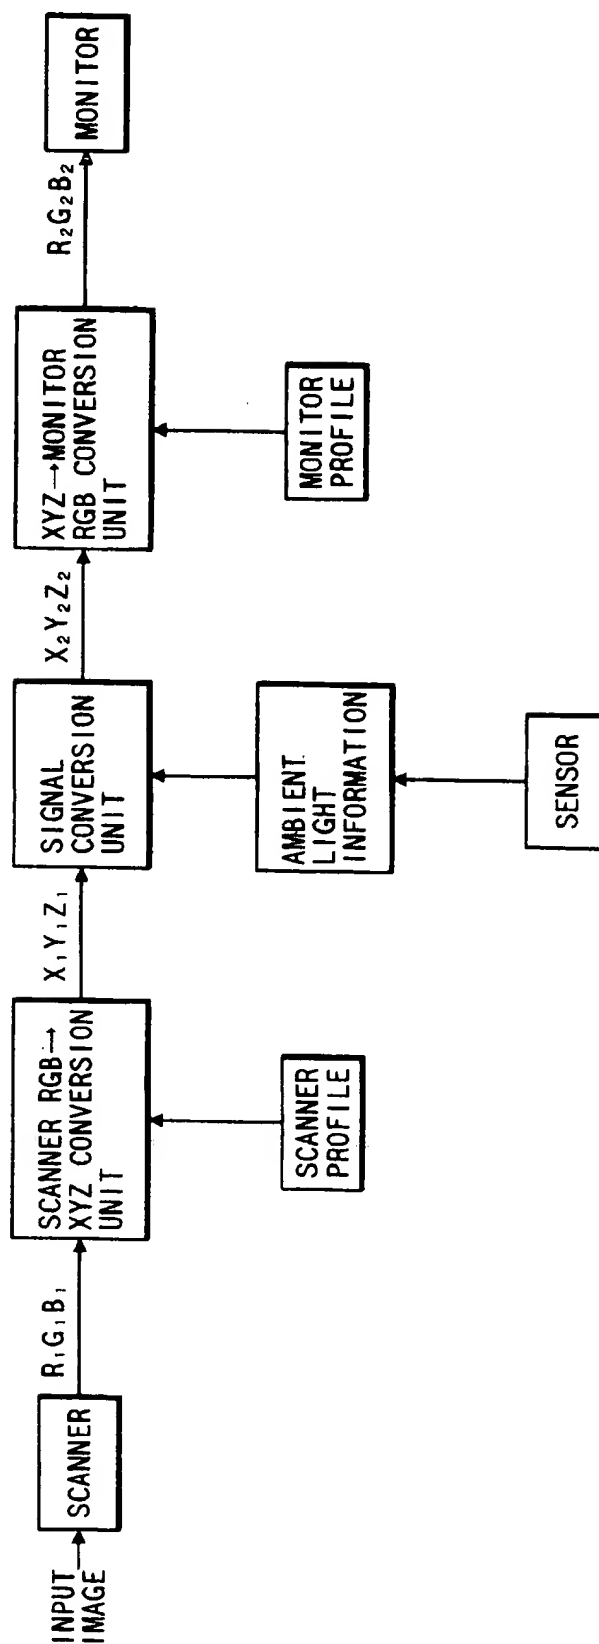 INPUT
IMAGE
SCANNER
R₁G₁B₁
SCANNER RGB→
XYZ CONVERSION
UNIT
SCANNER
PROFILE
X₁Y₁Z₁
SIGNAL
CONVERSION
UNIT
AMBIENT
LIGHT
INFORMATION
SENSOR
X₂Y₂Z₂
XYZ→MONITOR
RGB CONVERSION
UNIT
MONITOR
PROFILE
R₂G₂B₂
MONITOR